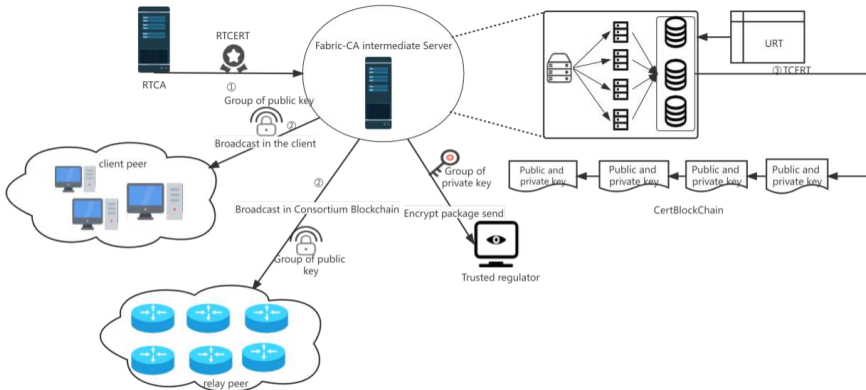 RTCERT
RTCA
①
Fabric-CA intermediate Server
URT
③TCERT
Group of public key
②
Broadcast in the client
client peer
②
Broadcast in Consortium Blockchain
Group of public
key
relay peer
Group of
private key
Encrypt package send
Trusted regulator
Public and
private key
Public and
private key
Public and
private key
Public and
private key
CertBlockChain